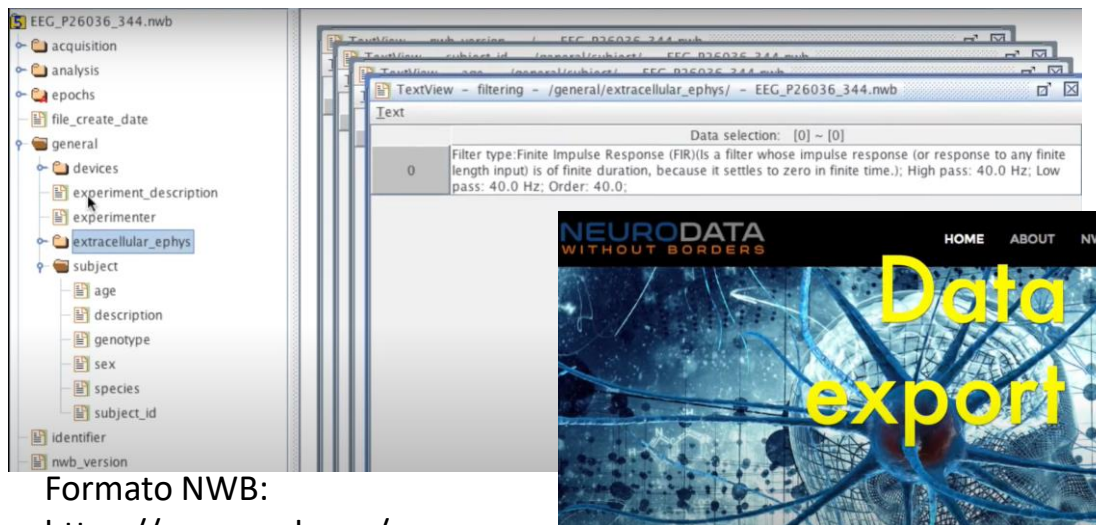 EEG_P26036_344.nwb
acquisition
analysis
epochs
file_create_date
general
devices
experiment_description
experimenter
extracellular_ephys
subject
age
description
genotype
sex
species
subject_id
identifier
nwb_version
TextView – filtering – /general/extracellular_ephys/ – EEG_P26036_344.nwb
Text
Data selection: [0] ~ [0]
0
Filter type:Finite Impulse Response (FIR)(Is a filter whose impulse response (or response to any finite
length input) is of finite duration, because it settles to zero in finite time.); High pass: 40.0 Hz; Low
pass: 40.0 Hz; Order: 40.0;
NEURODATA
WITHOUT BORDERS
HOME ABOUT
Data
export
Formato NWB: